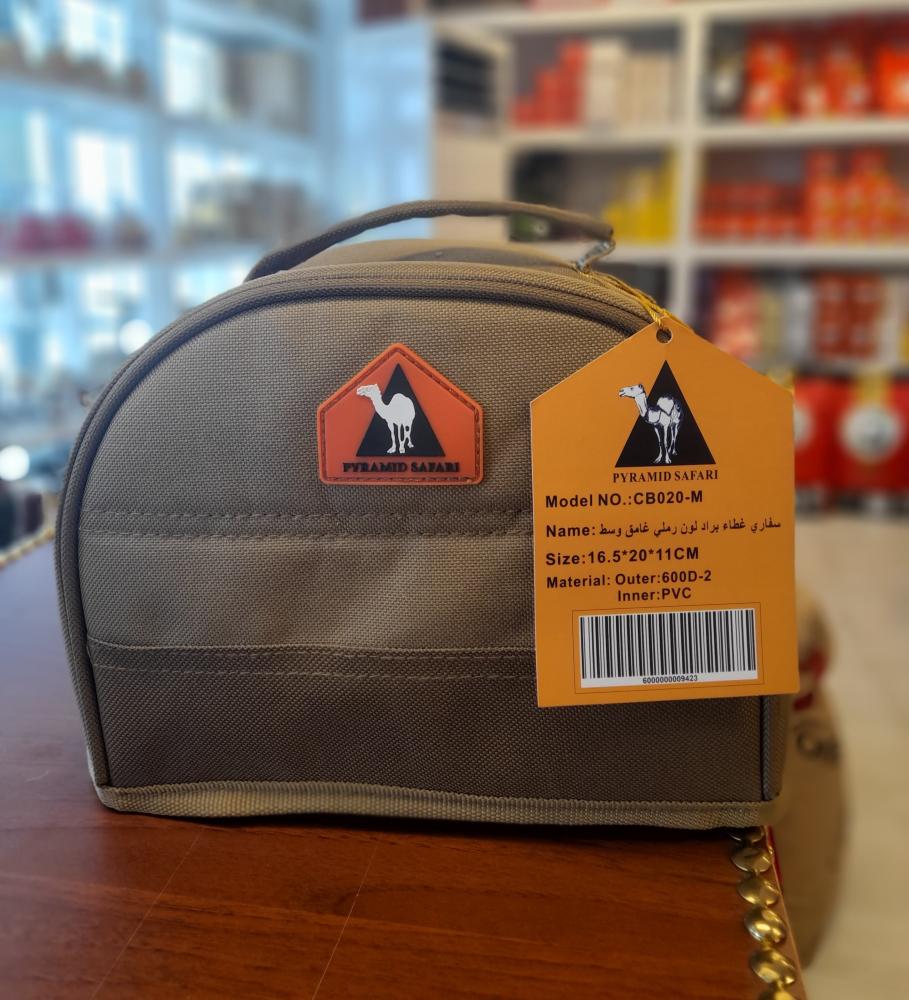 PYRAMID SAFARI
PYRAMID SAFARI
Model NO.:CB020-M
Name: سفاري غطاء براد لون رملي غامق وسط
Size:16.5*20*11CM
Material: Outer:600D-2
Inner:PVC
6000000009423